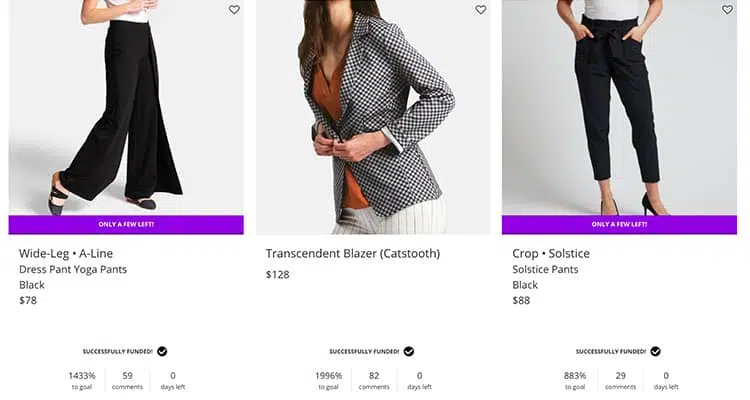 ONLY A FEW LEFT!
Wide-Leg • A-Line
Dress Pant Yoga Pants
Black
$78
SUCCESSFULLY FUNDED!
1433% 59 0
to goal comments days left
Transcendent Blazer (Catstooth)
$128
SUCCESSFULLY FUNDED!
1996% 82 0
to goal comments days left
ONLY A FEW LEFT!
Crop • Solstice
Solstice Pants
Black
$88
SUCCESSFULLY FUNDED!
883% 29 0
to goal comments days left